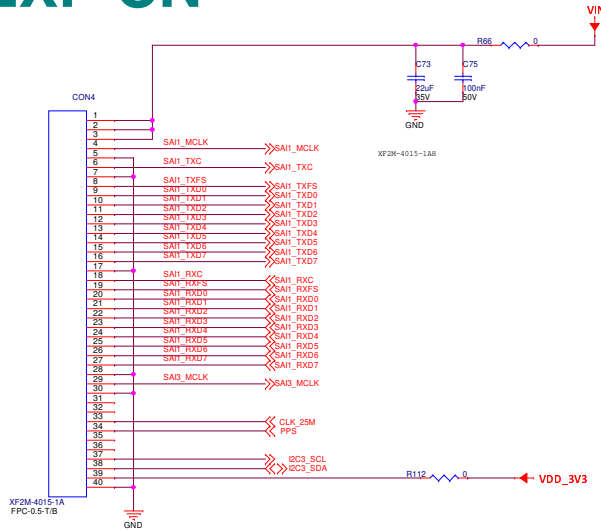 EXP CN
VIN
R66 0
C73
22uF
35V
C75
100nF
50V
GND
XF2M-4015-1AH
CON4
1
2
3
4 SAI1_MCLK SAI1_MCLK
5
6 SAI1_TXC SAI1_TXC
7
8 SAI1_TXFS SAI1_TXFS
9 SAI1_TXD0 SAI1_TXD0
10 SAI1_TXD1 SAI1_TXD1
11 SAI1_TXD2 SAI1_TXD2
12 SAI1_TXD3 SAI1_TXD3
13 SAI1_TXD4 SAI1_TXD4
14 SAI1_TXD5 SAI1_TXD5
15 SAI1_TXD6 SAI1_TXD6
16 SAI1_TXD7 SAI1_TXD7
17
18 SAI1_RXC SAI1_RXC
19 SAI1_RXFS SAI1_RXFS
20 SAI1_RXD0 SAI1_RXD0
21 SAI1_RXD1 SAI1_RXD1
22 SAI1_RXD2 SAI1_RXD2
23 SAI1_RXD3 SAI1_RXD3
24 SAI1_RXD4 SAI1_RXD4
25 SAI1_RXD5 SAI1_RXD5
26 SAI1_RXD6 SAI1_RXD6
27 SAI1_RXD7 SAI1_RXD7
28
29 SAI3_MCLK SAI3_MCLK
30
31
32
33 CLK_25M
34 PPS
35
36
37 I2C3_SCL
38 I2C3_SDA
39 R112 0 VDD_3V3
40
XF2M-4015-1A
FPC-0.5-T/B
GND